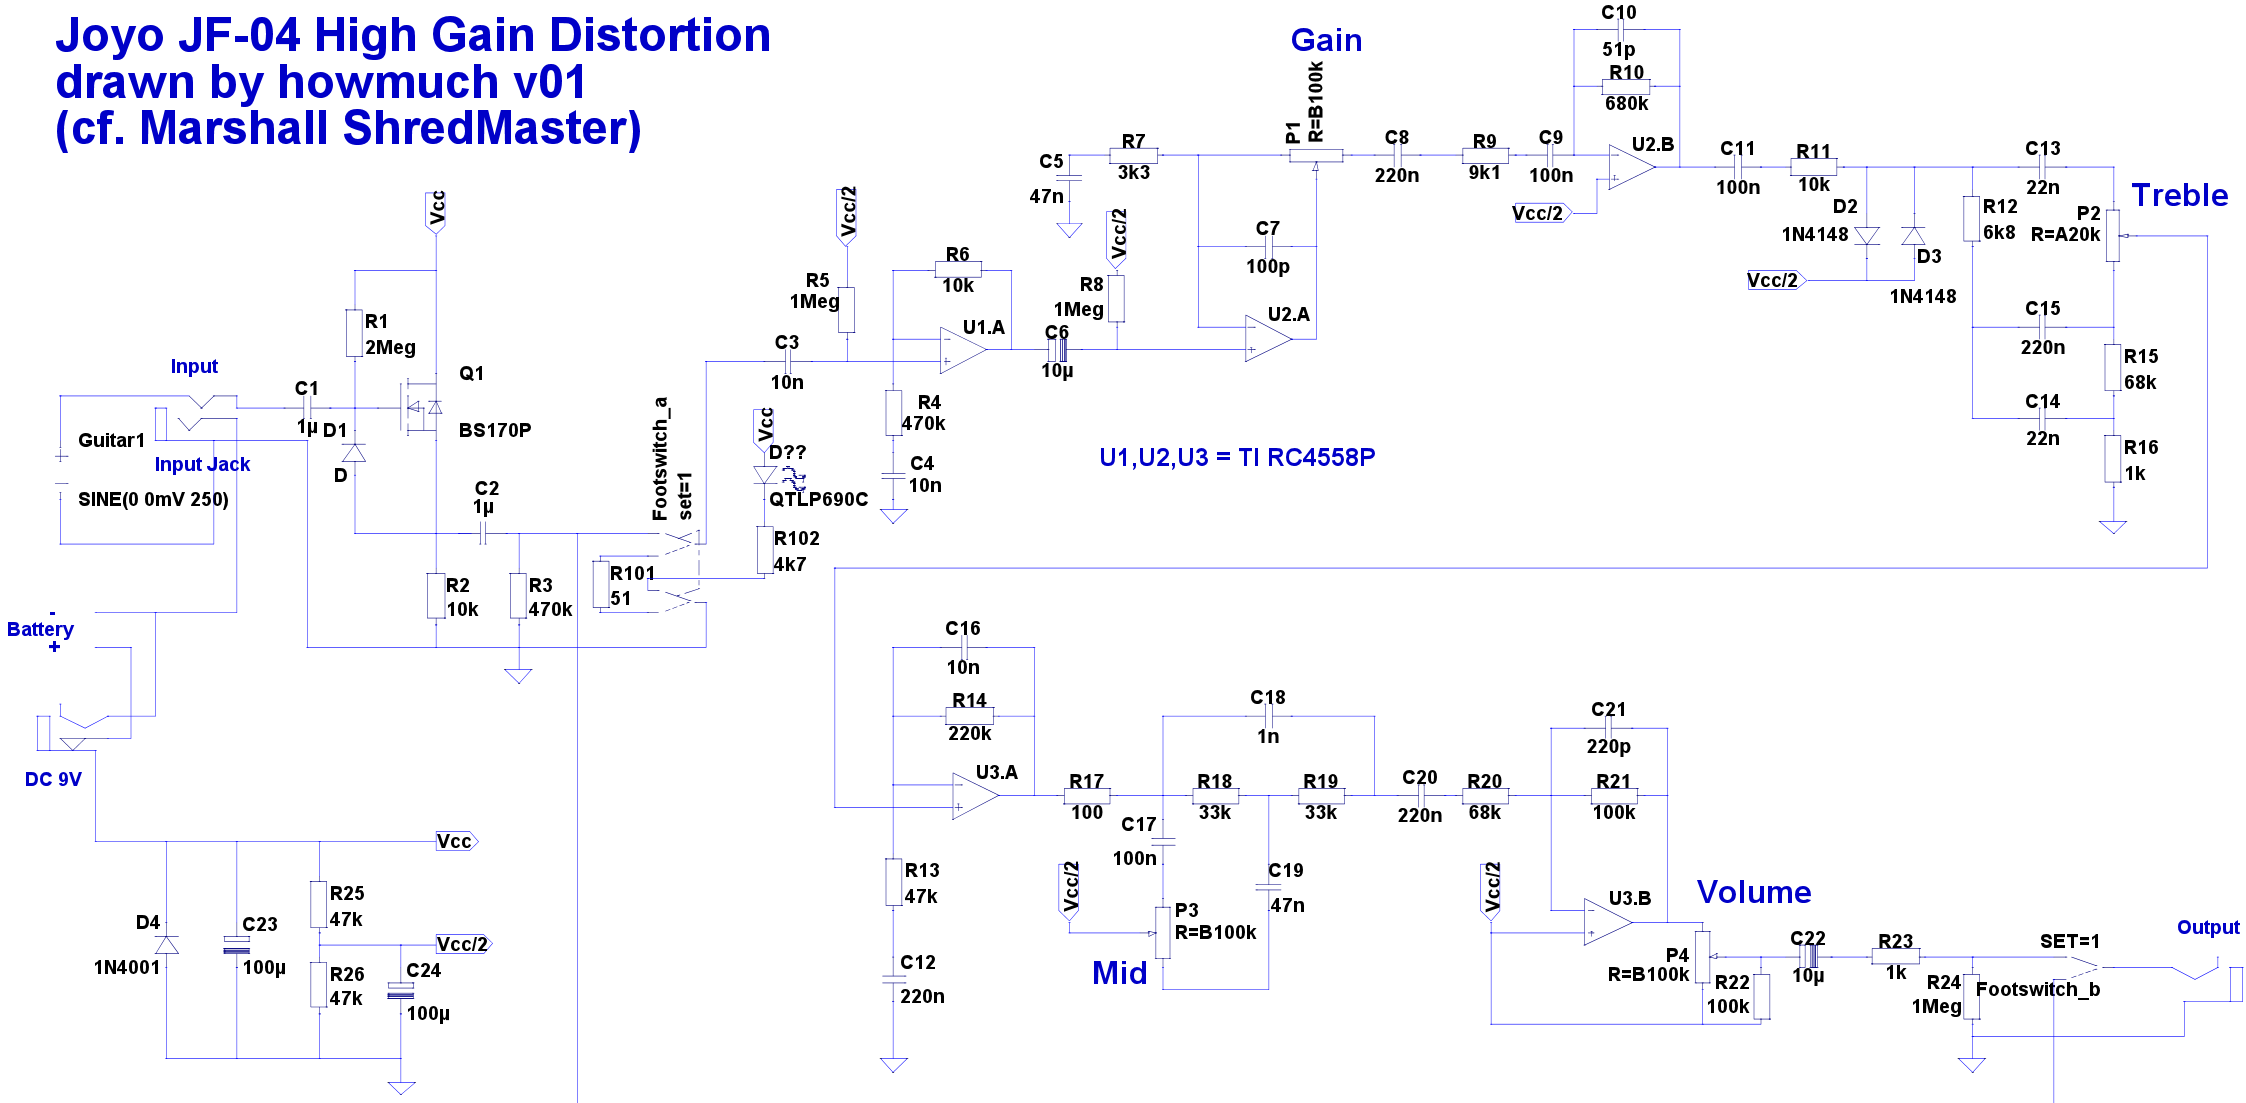 Joyo JF-04 High Gain Distortion
drawn by howmuch v01
(cf. Marshall ShredMaster)
Gain
C10
51p
R10
680k
P1
R=B100k
R7
3k3
C5
47n
C8
220n
R9
9k1
C9
100n
U2.B
Vcc/2
C11
100n
R11
10k
C13
22n
Treble
D2
1N4148
D3
1N4148
Vcc/2
R12
6k8
P2
R=A20k
C15
220n
R15
68k
C14
22n
R16
1k
Vcc
Vcc/2
Vcc/2
C7
100p
R6
10k
R5
1Meg
R8
1Meg
U2.A
U1.A
C6
10µ
C3
10n
R4
470k
C4
10n
R1
2Meg
Q1
BS170P
Input
C1
1µ
D1
D
Guitar1
Input Jack
SINE(0 0mV 250)
C2
1µ
Footswitch_a
set=1
Vcc
D??
QTLP690C
R102
4k7
U1,U2,U3 = TI RC4558P
R2
10k
R3
470k
R101
51
-
Battery
+
DC 9V
C16
10n
R14
220k
U3.A
R17
100
C18
1n
R18
33k
R19
33k
C20
220n
R20
68k
C21
220p
R21
100k
C17
100n
C19
47n
Vcc/2
P3
R=B100k
Mid
R13
47k
C12
220n
Vcc/2
U3.B
Volume
P4
R=B100k
R22
100k
C22
10µ
R23
1k
R24
1Meg
SET=1
Footswitch_b
Output
Vcc
R25
47k
D4
1N4001
C23
100µ
Vcc/2
R26
47k
C24
100µ